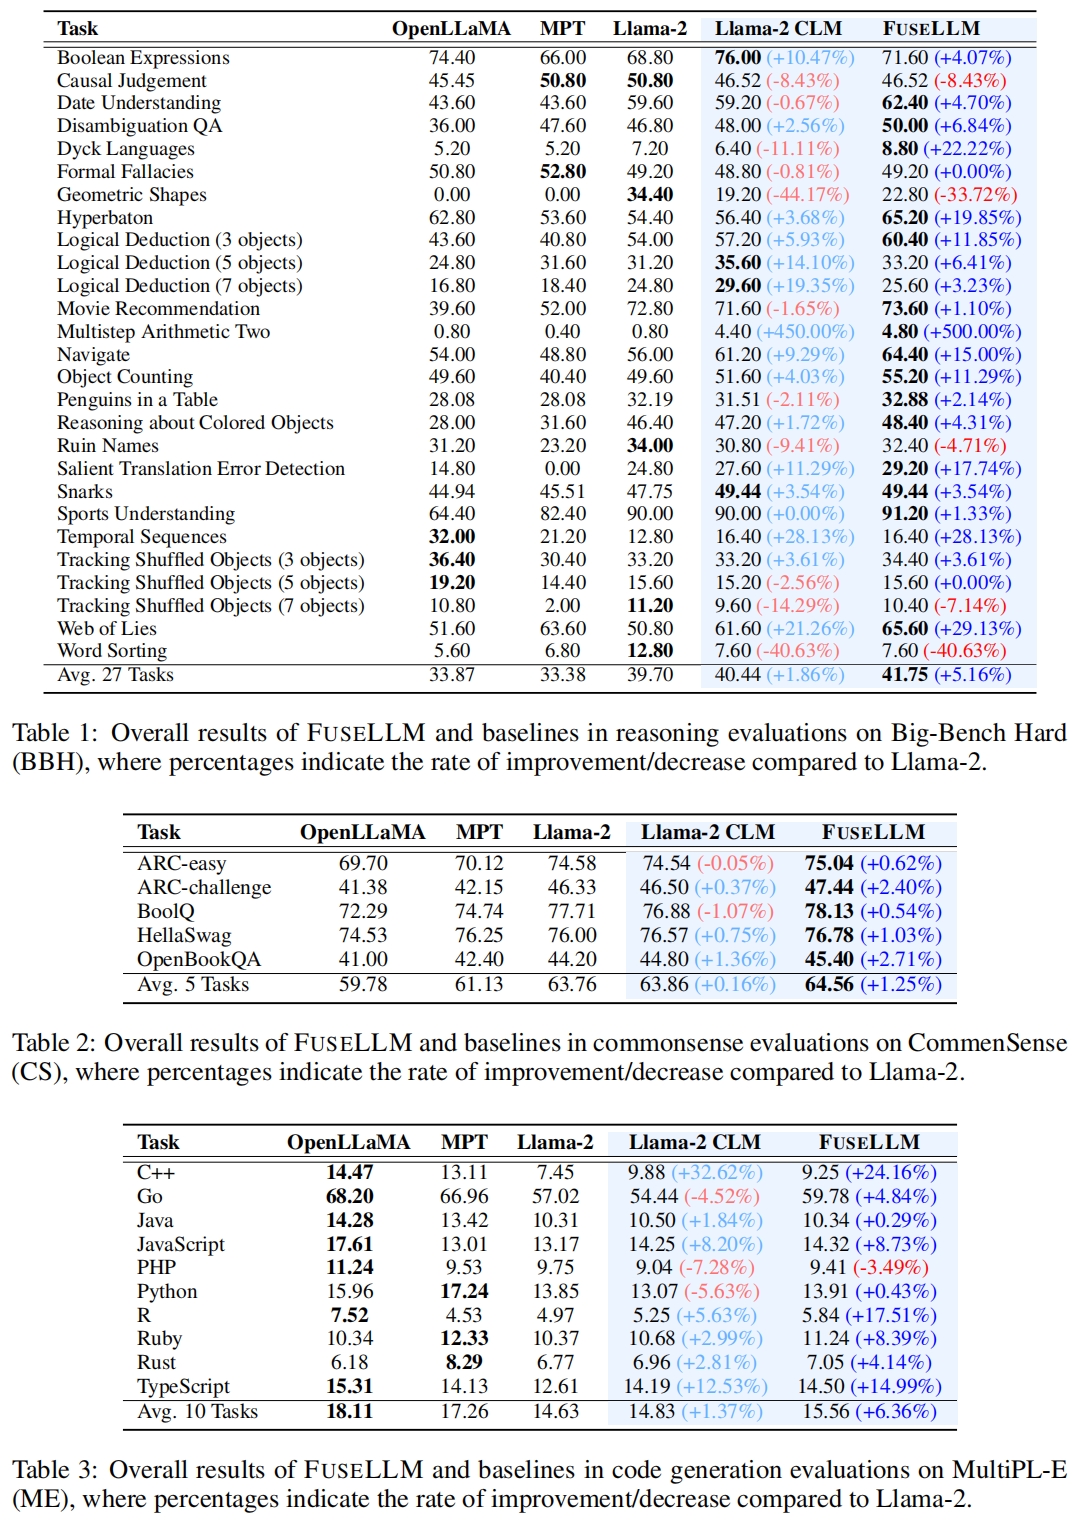 Task OpenLLaMA MPT Llama-2 Llama-2 CLM FUSELLM
Boolean Expressions 74.40 66.00 68.80 76.00 (+10.47%) 71.60 (+4.07%)
Causal Judgement 45.45 50.80 50.80 46.52 (-8.43%) 46.52 (-8.43%)
Date Understanding 43.60 43.60 59.60 59.20 (-0.67%) 62.40 (+4.70%)
Disambiguation QA 36.00 47.60 46.80 48.00 (+2.56%) 50.00 (+6.84%)
Dyck Languages 5.20 5.20 7.20 6.40 (-11.11%) 8.80 (+22.22%)
Formal Fallacies 50.80 52.80 49.20 48.80 (-0.81%) 49.20 (+0.00%)
Geometric Shapes 0.00 0.00 34.40 19.20 (-44.17%) 22.80 (-33.72%)
Hyperbaton 62.80 53.60 54.40 56.40 (+3.68%) 65.20 (+19.85%)
Logical Deduction (3 objects) 43.60 40.80 54.00 57.20 (+5.93%) 60.40 (+11.85%)
Logical Deduction (5 objects) 24.80 31.60 31.20 35.60 (+14.10%) 33.20 (+6.41%)
Logical Deduction (7 objects) 16.80 18.40 24.80 29.60 (+19.35%) 25.60 (+3.23%)
Movie Recommendation 39.60 52.00 72.80 71.60 (-1.65%) 73.60 (+1.10%)
Multistep Arithmetic Two 0.80 0.40 0.80 4.40 (+450.00%) 4.80 (+500.00%)
Navigate 54.00 48.80 56.00 61.20 (+9.29%) 64.40 (+15.00%)
Object Counting 49.60 40.40 49.60 51.60 (+4.03%) 55.20 (+11.29%)
Penguins in a Table 28.08 28.08 32.19 31.51 (-2.11%) 32.88 (+2.14%)
Reasoning about Colored Objects 28.00 31.60 46.40 47.20 (+1.72%) 48.40 (+4.31%)
Ruin Names 31.20 23.20 34.00 30.80 (-9.41%) 32.40 (-4.71%)
Salient Translation Error Detection 14.80 0.00 24.80 27.60 (+11.29%) 29.20 (+17.74%)
Snarks 44.94 45.51 47.75 49.44 (+3.54%) 49.44 (+3.54%)
Sports Understanding 64.40 82.40 90.00 90.00 (+0.00%) 91.20 (+1.33%)
Temporal Sequences 32.00 21.20 12.80 16.40 (+28.13%) 16.40 (+28.13%)
Tracking Shuffled Objects (3 objects) 36.40 30.40 33.20 33.20 (+3.61%) 34.40 (+3.61%)
Tracking Shuffled Objects (5 objects) 19.20 14.40 15.60 15.20 (-2.56%) 15.60 (+0.00%)
Tracking Shuffled Objects (7 objects) 10.80 2.00 11.20 9.60 (-14.29%) 10.40 (-7.14%)
Web of Lies 51.60 63.60 50.80 61.60 (+21.26%) 65.60 (+29.13%)
Word Sorting 5.60 6.80 12.80 7.60 (-40.63%) 7.60 (-40.63%)
Avg. 27 Tasks 33.87 33.38 39.70 40.44 (+1.86%) 41.75 (+5.16%)
Table 1: Overall results of FUSELLM and baselines in reasoning evaluations on Big-Bench Hard
(BBH), where percentages indicate the rate of improvement/decrease compared to Llama-2.
Task OpenLLaMA MPT Llama-2 Llama-2 CLM FUSELLM
ARC-easy 69.70 70.12 74.58 74.54 (-0.05%) 75.04 (+0.62%)
ARC-challenge 41.38 42.15 46.33 46.50 (+0.37%) 47.44 (+2.40%)
BoolQ 72.29 74.74 77.71 76.88 (-1.07%) 78.13 (+0.54%)
HellaSwag 74.53 76.25 76.00 76.57 (+0.75%) 76.78 (+1.03%)
OpenBookQA 41.00 42.40 44.20 44.80 (+1.36%) 45.40 (+2.71%)
Avg. 5 Tasks 59.78 61.13 63.76 63.86 (+0.16%) 64.56 (+1.25%)
Table 2: Overall results of FUSELLM and baselines in commonsense evaluations on CommenSense
(CS), where percentages indicate the rate of improvement/decrease compared to Llama-2.
Task OpenLLaMA MPT Llama-2 Llama-2 CLM FUSELLM
C++ 14.47 13.11 7.45 9.88 (+32.62%) 9.25 (+24.16%)
Go 68.20 66.96 57.02 54.44 (-4.52%) 59.78 (+4.84%)
Java 14.28 13.42 10.31 10.50 (+1.84%) 10.34 (+0.29%)
JavaScript 17.61 13.01 13.17 14.25 (+8.20%) 14.32 (+8.73%)
PHP 11.24 9.53 9.75 9.04 (-7.28%) 9.41 (-3.49%)
Python 15.96 17.24 13.85 13.07 (-5.63%) 13.91 (+0.43%)
R 7.52 4.53 4.97 5.25 (+5.63%) 5.84 (+17.51%)
Ruby 10.34 12.33 10.37 10.68 (+2.99%) 11.24 (+8.39%)
Rust 6.18 8.29 6.77 6.96 (+2.81%) 7.05 (+4.14%)
TypeScript 15.31 14.13 12.61 14.19 (+12.53%) 14.50 (+14.99%)
Avg. 10 Tasks 18.11 17.26 14.63 14.83 (+1.37%) 15.56 (+6.36%)
Table 3: Overall results of FUSELLM and baselines in code generation evaluations on MultiPL-E
(ME), where percentages indicate the rate of improvement/decrease compared to Llama-2.